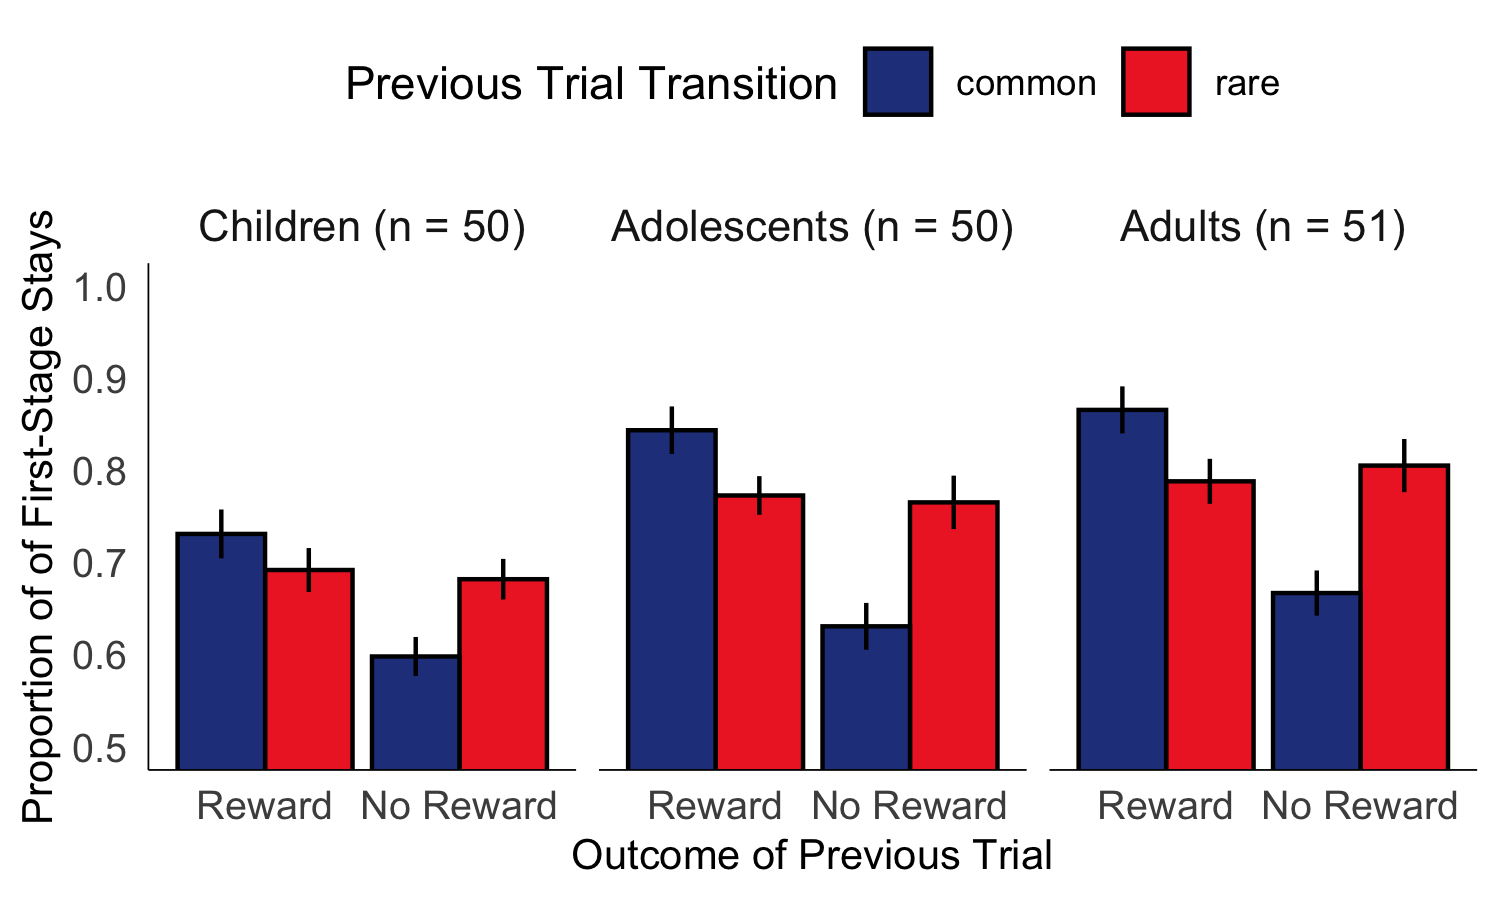 Previous Trial Transition common rare
Children (n = 50) Adolescents (n = 50) Adults (n = 51)
Proportion of of First-Stage Stays
1.0
0.9
0.8
0.7
0.6
0.5
Reward No Reward Reward No Reward Reward No Reward
Outcome of Previous Trial